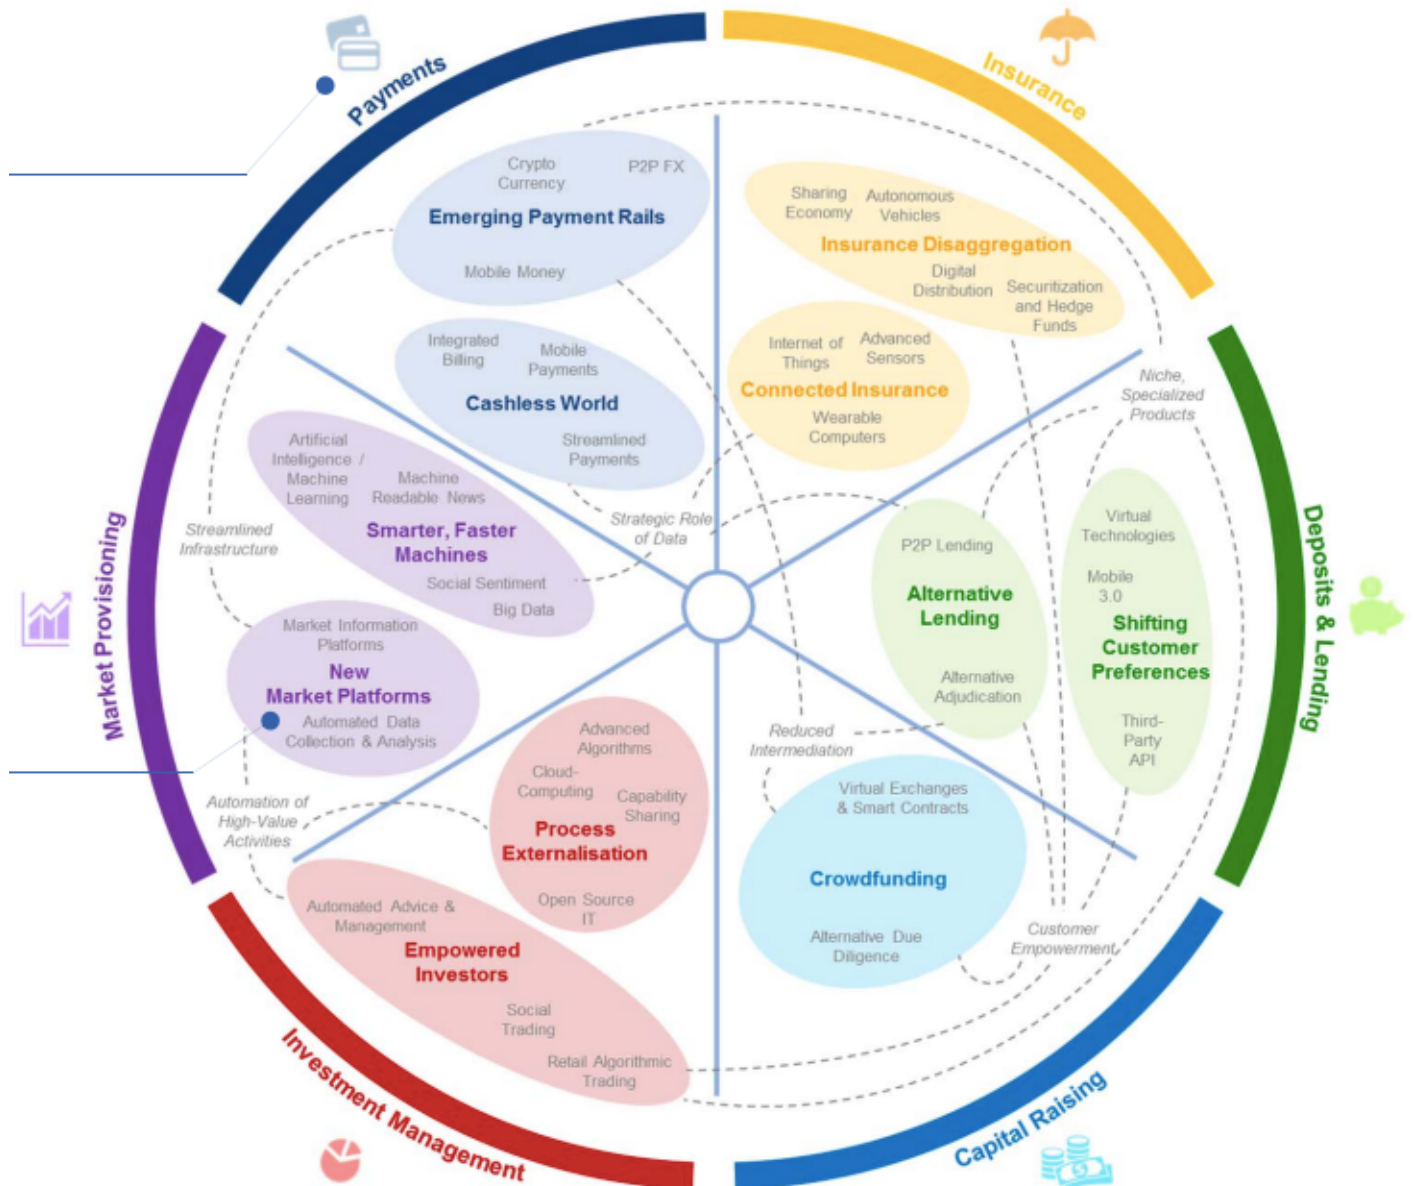 Payments
Crypto
Currency
P2P FX
Emerging Payment Rails
Mobile Money
Integrated
Billing
Mobile
Payments
Cashless World
Streamlined
Payments
Insurance
Sharing
Economy
Autonomous
Vehicles
Insurance Disaggregation
Digital
Distribution
Securitization
and Hedge
Funds
Internet of
Things
Advanced
Sensors
Connected Insurance
Wearable
Computers
Niche,
Specialized
Products
Deposits & Lending
P2P Lending
Alternative
Lending
Alternative
Adjudication
Virtual
Technologies
Mobile
3.0
Shifting
Customer
Preferences
Third-
Party
API
Strategic Role
of Data
Market Provisioning
Artificial
Intelligence /
Machine
Learning
Machine
Readable News
Smarter, Faster
Machines
Social Sentiment
Big Data
Streamlined
Infrastructure
Market Information
Platforms
New
Market Platforms
Automated Data
Collection & Analysis
Automation of
High-Value
Activities
Investment Management
Advanced
Algorithms
Cloud-
Computing
Capability
Sharing
Process
Externalisation
Open Source
IT
Automated Advice &
Management
Empowered
Investors
Social
Trading
Retail Algorithmic
Trading
Reduced
Intermediation
Capital Raising
Virtual Exchanges
& Smart Contracts
Crowdfunding
Alternative Due
Diligence
Customer
Empowerment